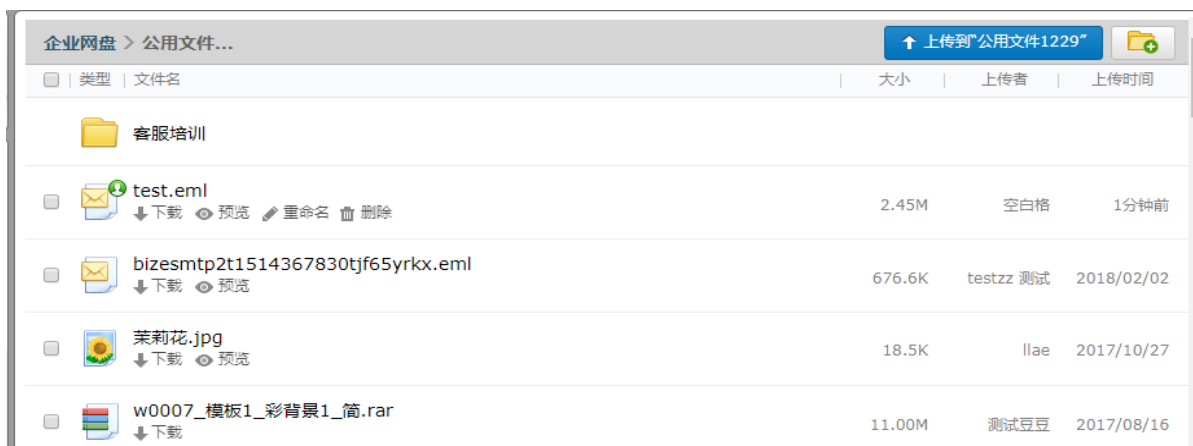 企业网盘 > 公用文件... 上传到"公用文件1229"
类型 文件名 大小 上传者 上传时间
客服培训
test.eml
下载 预览 重命名 删除 2.45M 空白格 1分钟前
bizesmtp2t1514367830tjf65yrkx.eml
下载 预览 676.6K testzz 测试 2018/02/02
茉莉花.jpg
下载 预览 18.5K llae 2017/10/27
w0007_模板1_彩背景1_简.rar
下载 11.00M 测试豆豆 2017/08/16